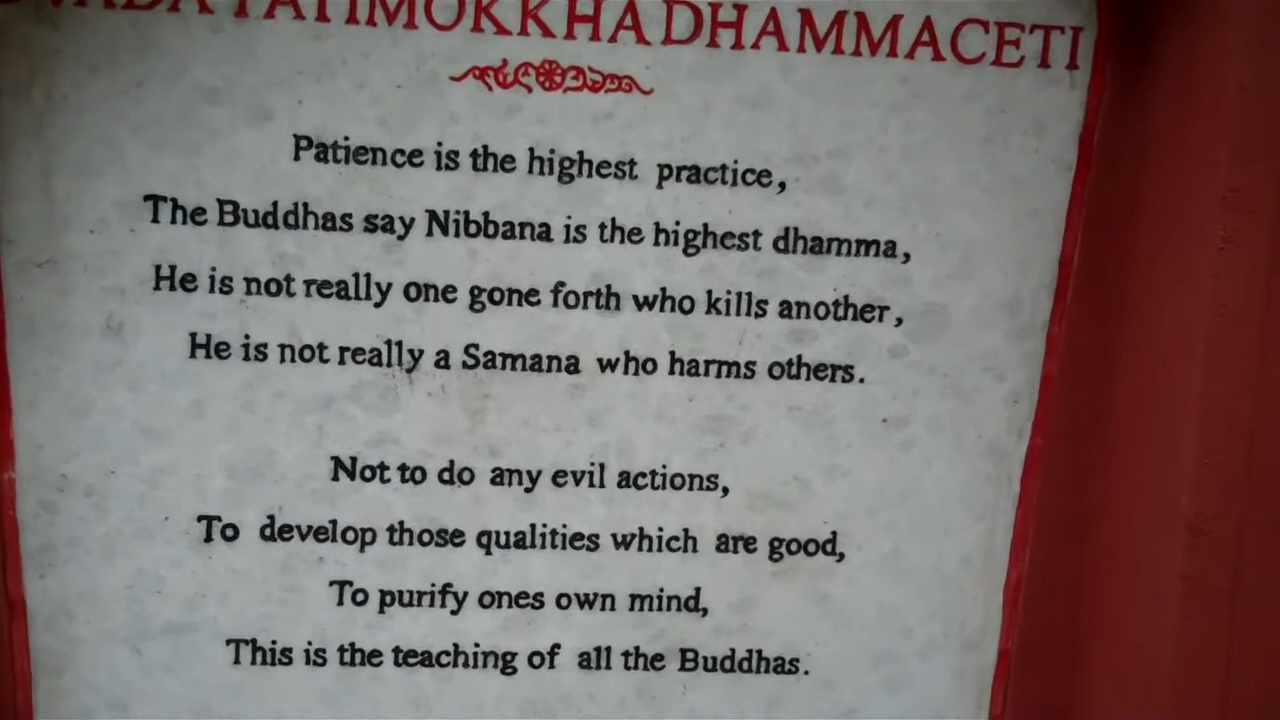 OVADA PATIMOKKHA DHAMMACETI
Patience is the highest practice,
The Buddhas say Nibbana is the highest dhamma,
He is not really one gone forth who kills another,
He is not really a Samana who harms others.
Not to do any evil actions,
To develop those qualities which are good,
To purify ones own mind,
This is the teaching of all the Buddhas.